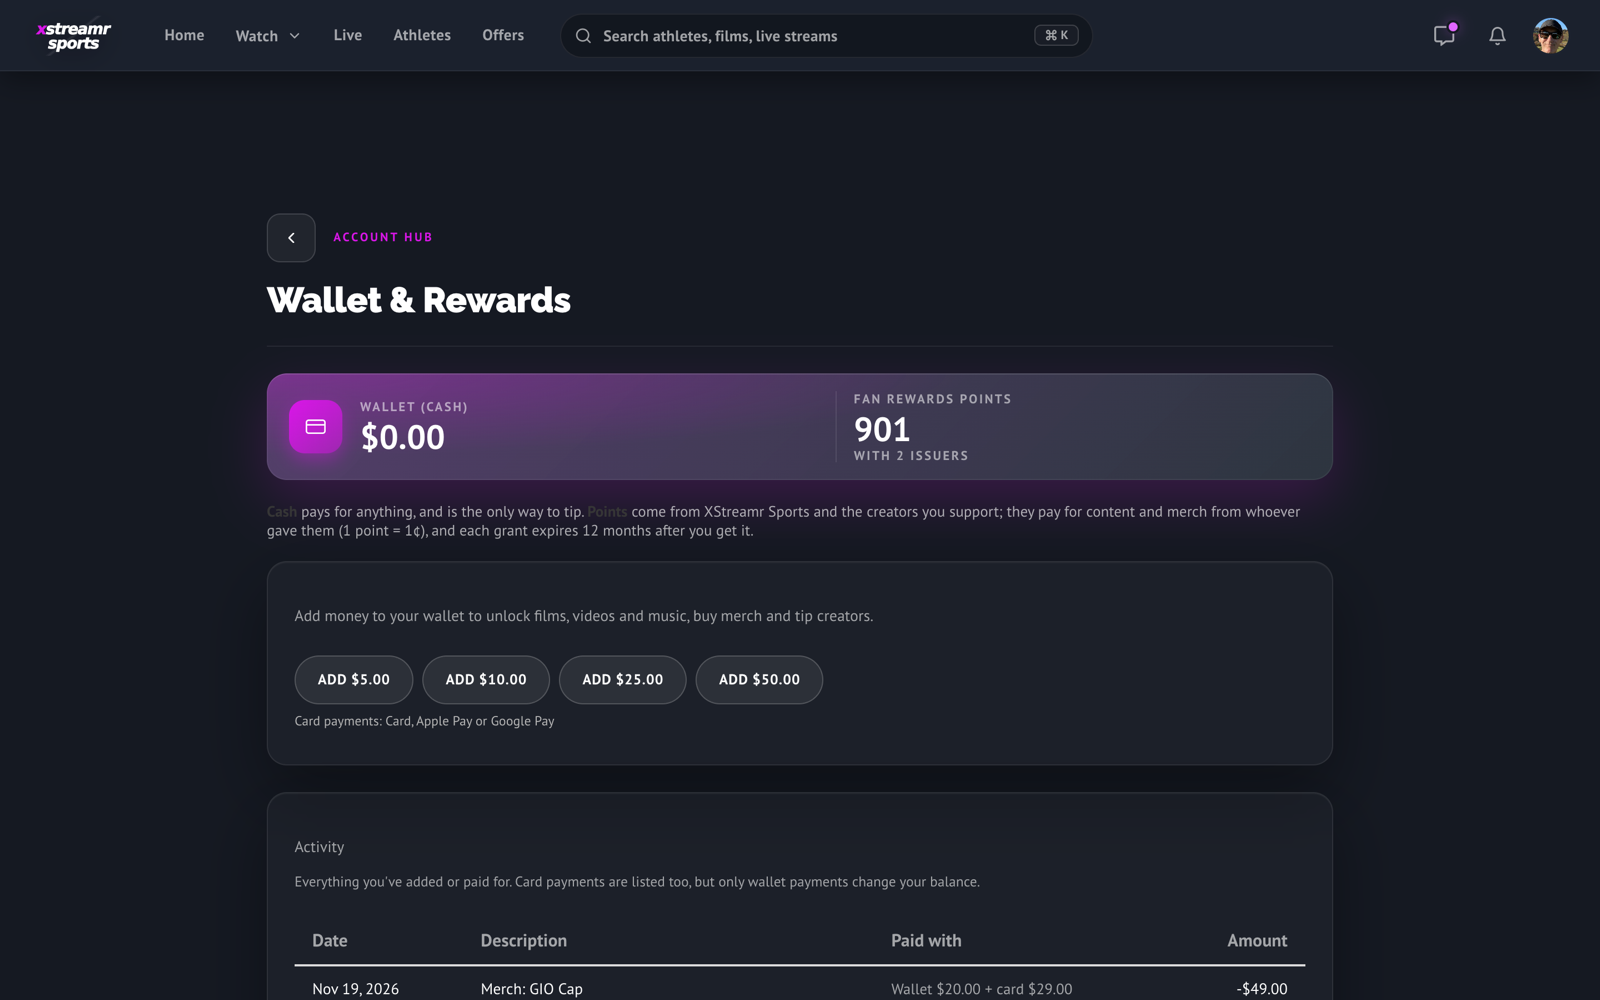 xstreamr
sports
Home
Watch
Live
Athletes
Offers
Search athletes, films, live streams
⌘ K
ACCOUNT HUB
Wallet & Rewards
WALLET (CASH)
$0.00
FAN REWARDS POINTS
901
WITH 2 ISSUERS
Cash pays for anything, and is the only way to tip. Points come from XStreamr Sports and the creators you support; they pay for content and merch from whoever
gave them (1 point = 1¢), and each grant expires 12 months after you get it.
Add money to your wallet to unlock films, videos and music, buy merch and tip creators.
ADD $5.00
ADD $10.00
ADD $25.00
ADD $50.00
Card payments: Card, Apple Pay or Google Pay
Activity
Everything you've added or paid for. Card payments are listed too, but only wallet payments change your balance.
Date Description Paid with Amount
Nov 19, 2026 Merch: GIO Cap Wallet $20.00 + card $29.00 -$49.00